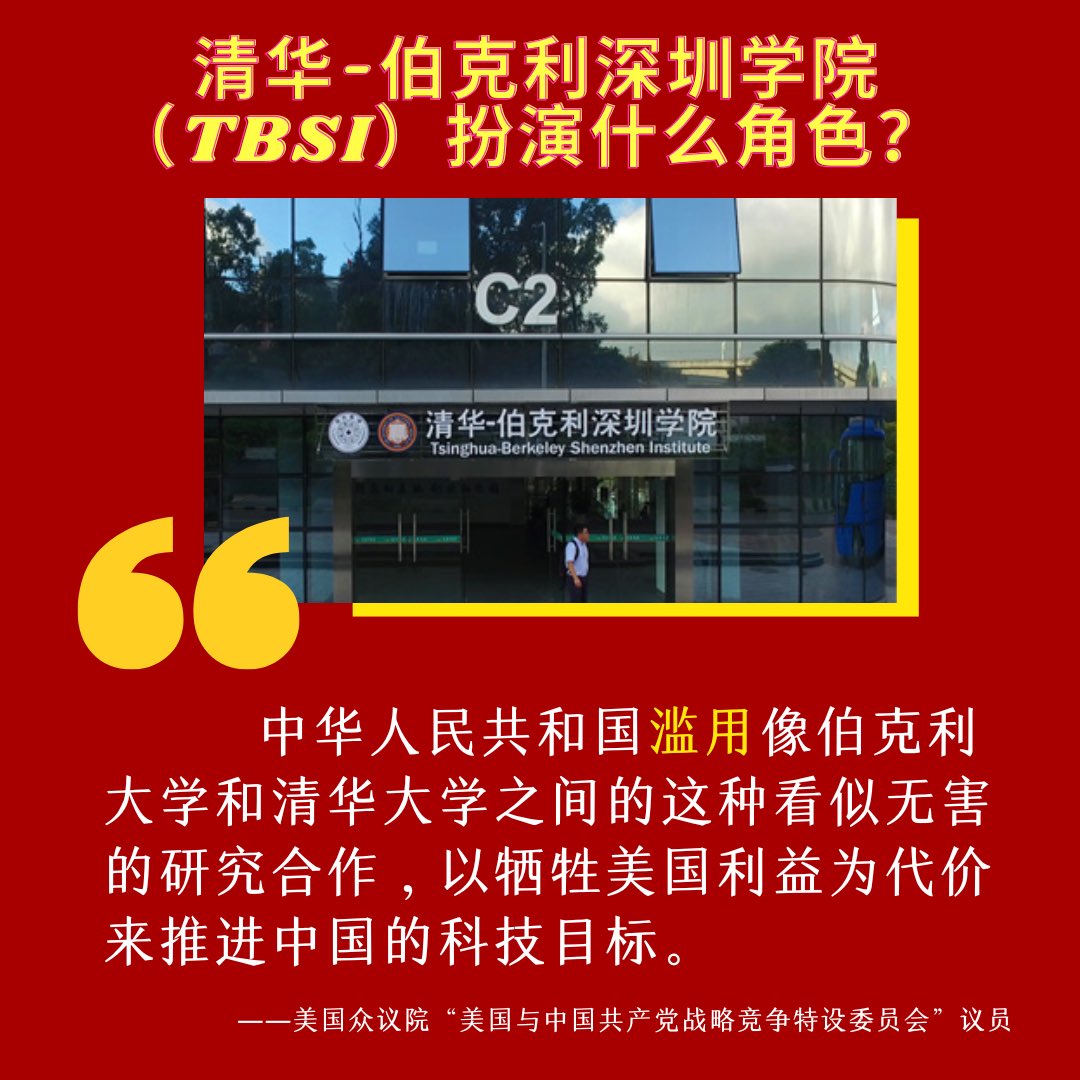 清华-伯克利深圳学院
（TBSI）扮演什么角色？
C2
清华-伯克利深圳学院
Tsinghua-Berkeley Shenzhen Institute
中华人民共和国滥用像伯克利
大学和清华大学之间的这种看似无害
的研究合作，以牺牲美国利益为代价
来推进中国的科技目标。
——美国众议院“美国与中国共产党战略竞争特设委员会”议员